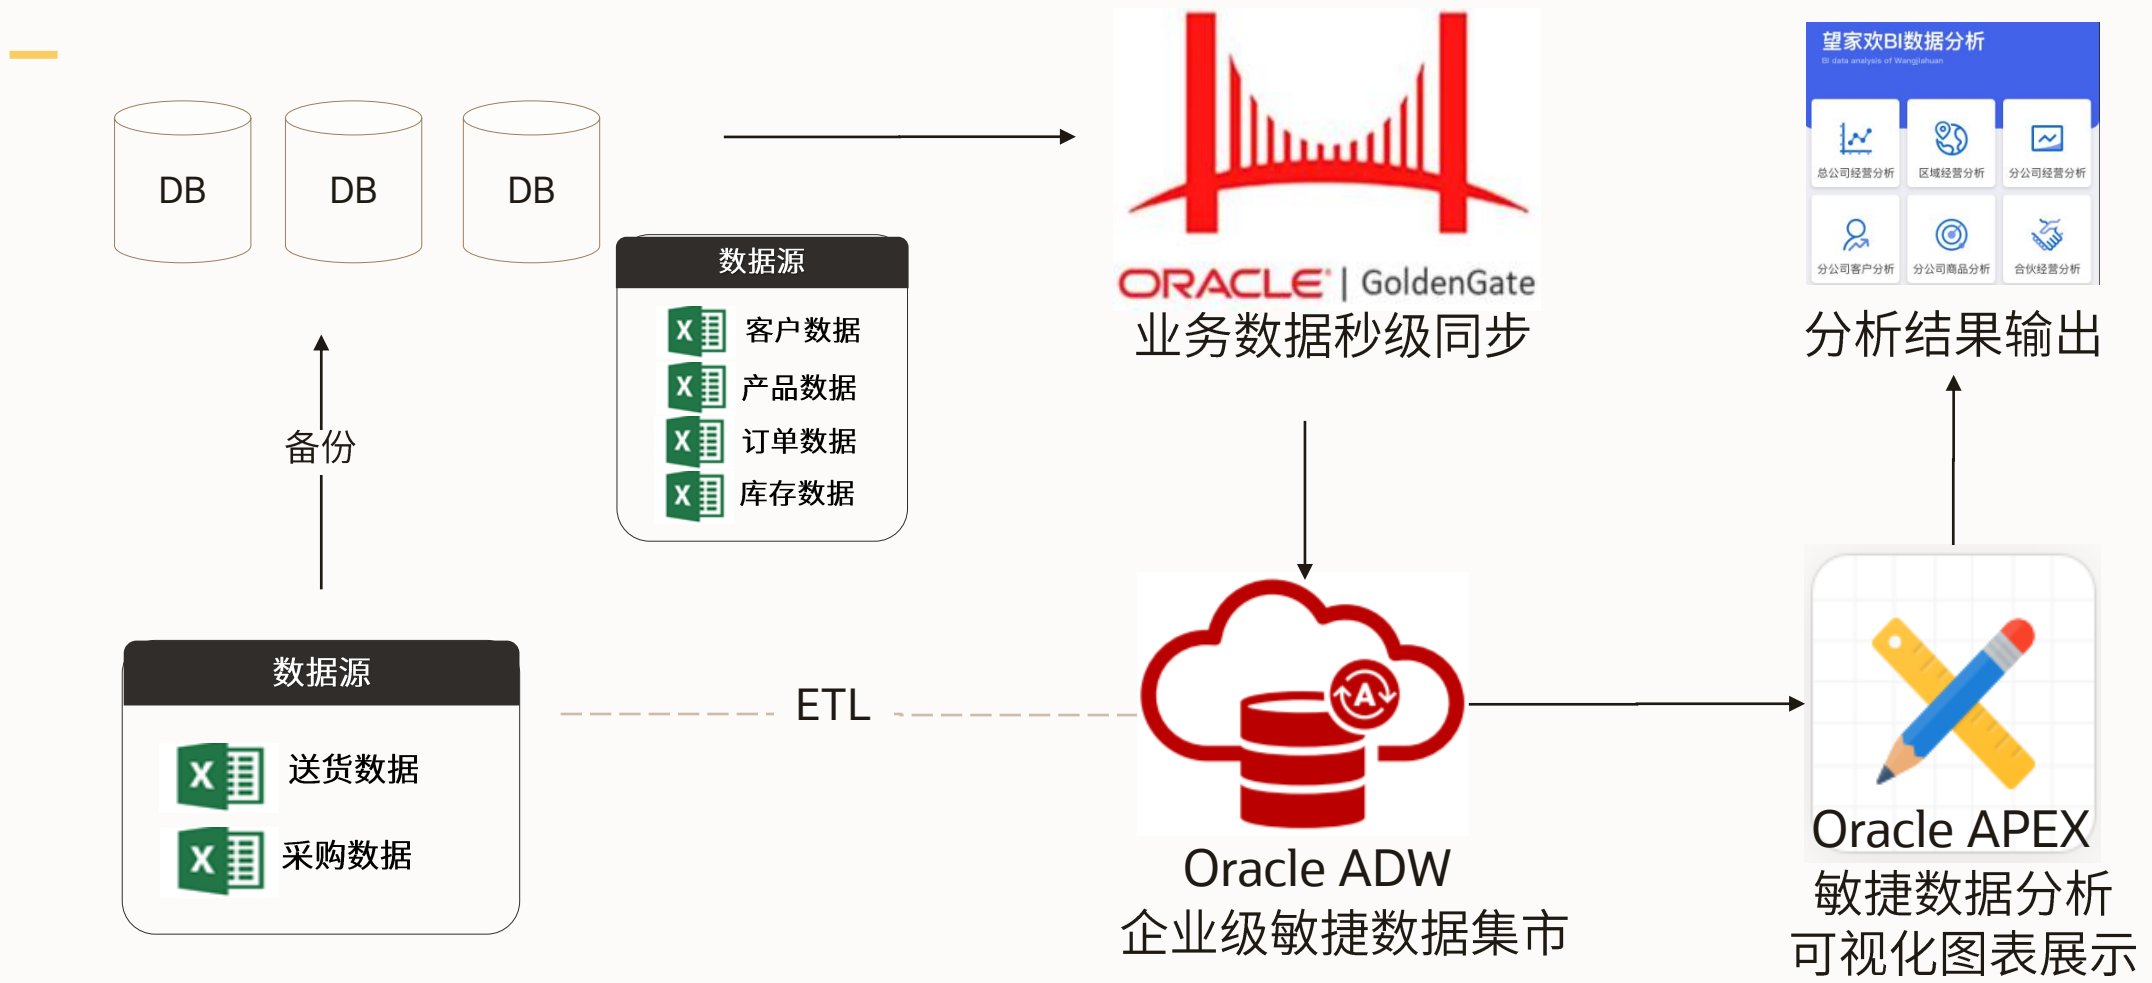 DB
DB
DB
数据源
客户数据
产品数据
订单数据
库存数据
备份
数据源
送货数据
采购数据
ETL
ORACLE | GoldenGate
业务数据秒级同步
Oracle ADW
企业级敏捷数据集市
望家欢BI数据分析
BI data analysis of Wangjiahuan
总公司经营分析
区域经营分析
分公司经营分析
分公司客户分析
分公司商品分析
合伙经营分析
分析结果输出
Oracle APEX
敏捷数据分析
可视化图表展示